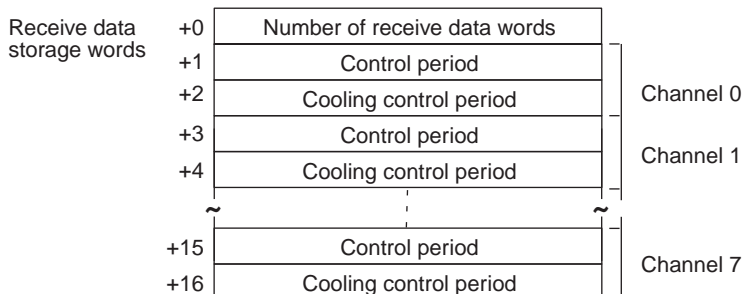 Receive data
storage words
+0 Number of receive data words
+1 Control period
+2 Cooling control period
Channel 0
+3 Control period
+4 Cooling control period
Channel 1
~ ~
+15 Control period
+16 Cooling control period
Channel 7